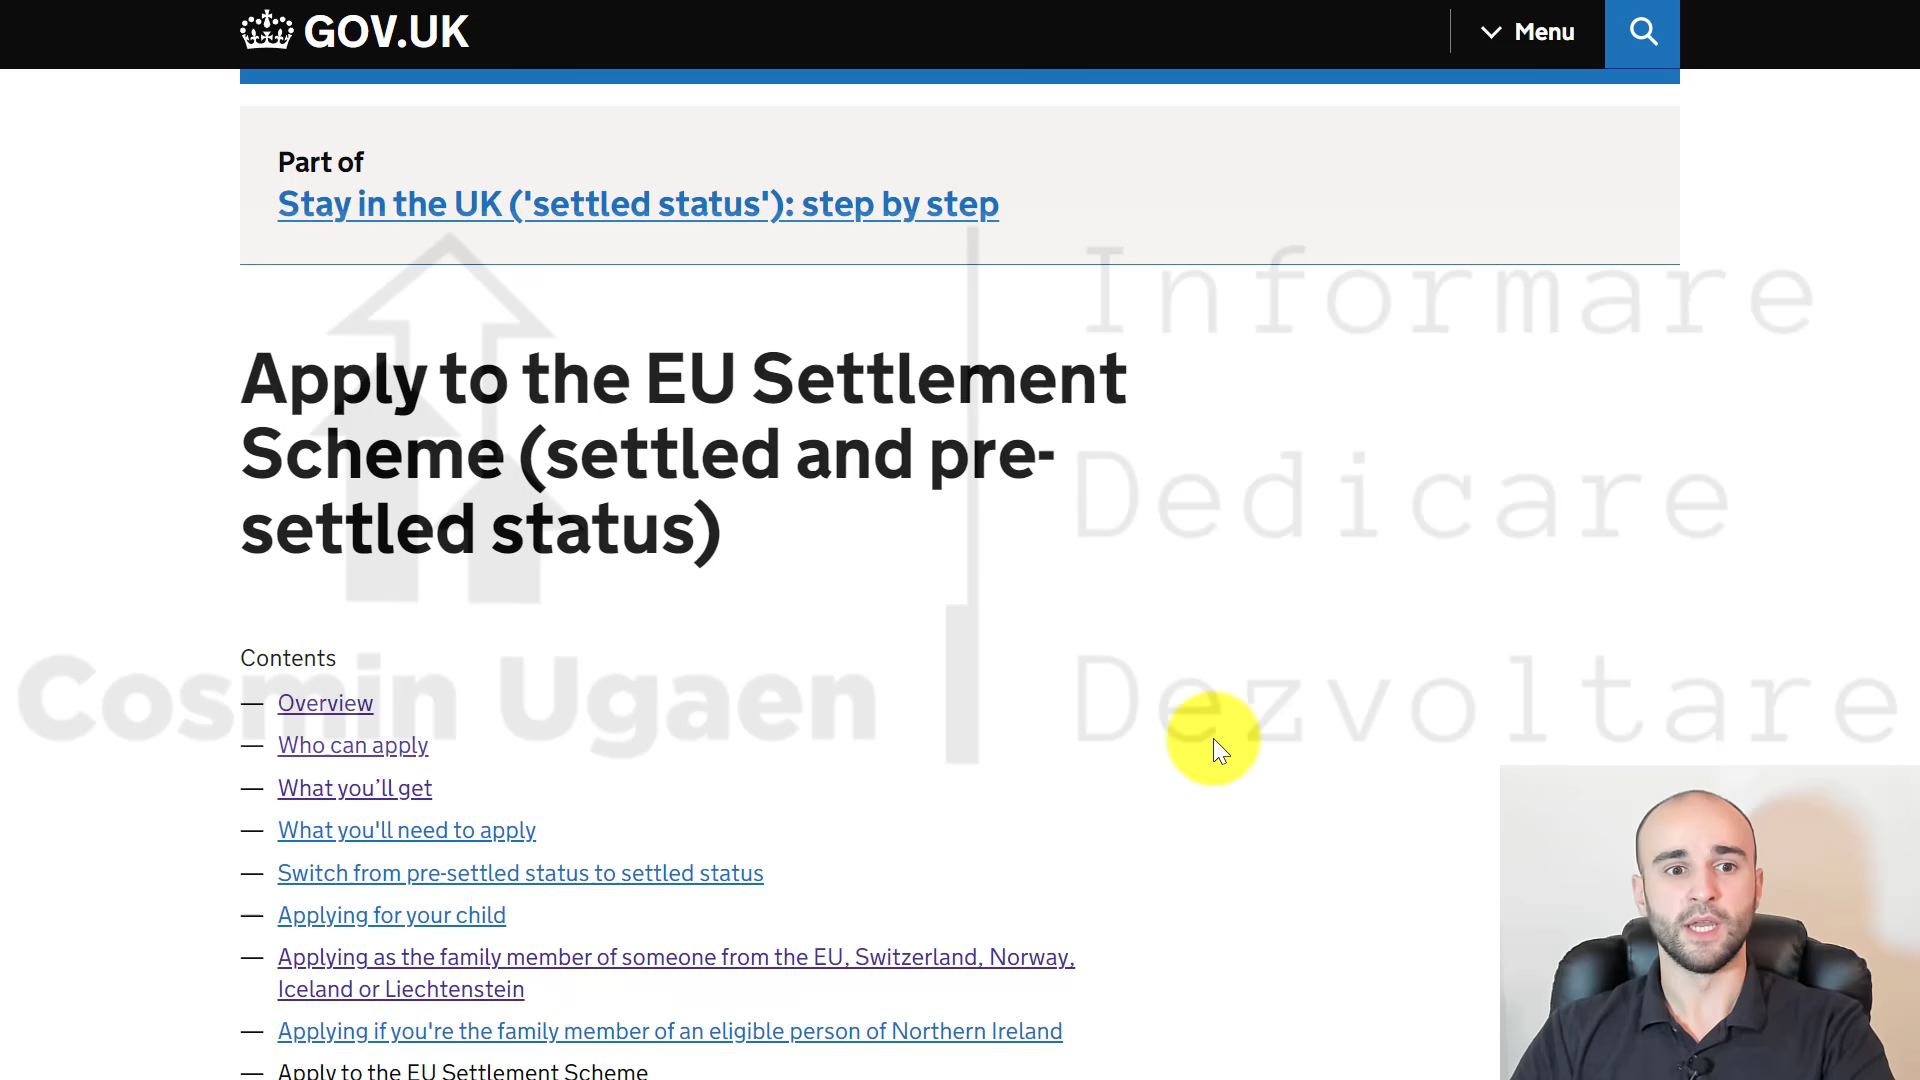 GOV.UK
Menu
Part of
Stay in the UK ('settled status'): step by step
Informare
Apply to the EU Settlement
Scheme (settled and pre-
settled status)
Dedicare
Contents
Cosmin Ugaen
Dezvoltare
— Overview
— Who can apply
— What you’ll get
— What you'll need to apply
— Switch from pre-settled status to settled status
— Applying for your child
— Applying as the family member of someone from the EU, Switzerland, Norway,
Iceland or Liechtenstein
— Applying if you're the family member of an eligible person of Northern Ireland
— Apply to the EU Settlement Scheme